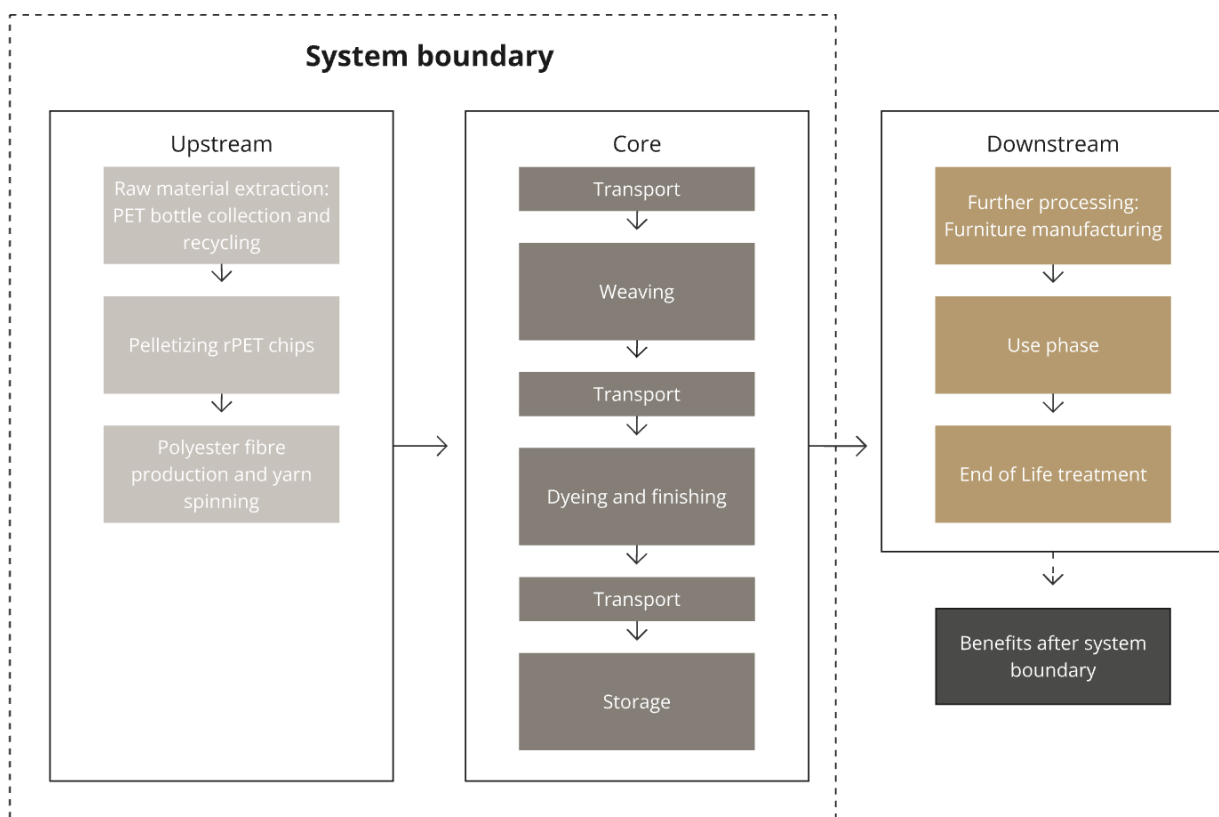 System boundary
Upstream
Raw material extraction:
PET bottle collection and
recycling
Pelletizing rPET chips
Polyester fibre
production and yarn
spinning
Core
Transport
Weaving
Transport
Dyeing and finishing
Transport
Storage
Downstream
Further processing:
Furniture manufacturing
Use phase
End of Life treatment
Benefits after system
boundary